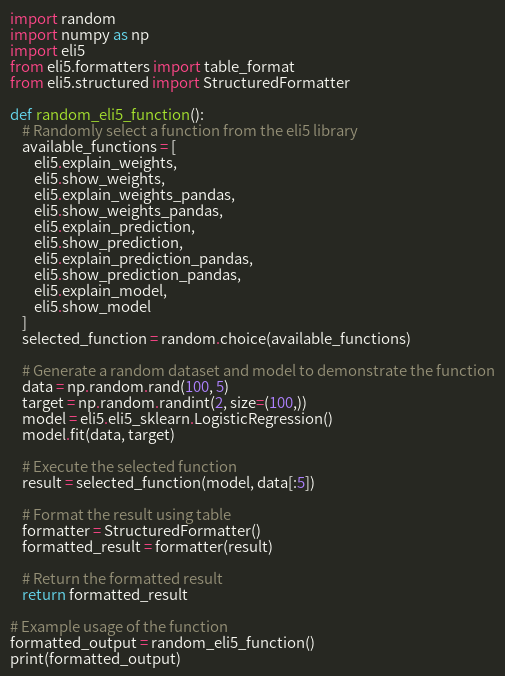 import random
import numpy as np
import eli5
from eli5.formatters import table_format
from eli5.structured import StructuredFormatter

def random_eli5_function():
    # Randomly select a function from the eli5 library
    available_functions = [
        eli5.explain_weights,
        eli5.show_weights,
        eli5.explain_weights_pandas,
        eli5.show_weights_pandas,
        eli5.explain_prediction,
        eli5.show_prediction,
        eli5.explain_prediction_pandas,
        eli5.show_prediction_pandas,
        eli5.explain_model,
        eli5.show_model
    ]
    selected_function = random.choice(available_functions)

    # Generate a random dataset and model to demonstrate the function
    data = np.random.rand(100, 5)
    target = np.random.randint(2, size=(100,))
    model = eli5.eli5_sklearn.LogisticRegression()
    model.fit(data, target)

    # Execute the selected function
    result = selected_function(model, data[:5])

    # Format the result using table
    formatter = StructuredFormatter()
    formatted_result = formatter(result)

    # Return the formatted result
    return formatted_result

# Example usage of the function
formatted_output = random_eli5_function()
print(formatted_output)